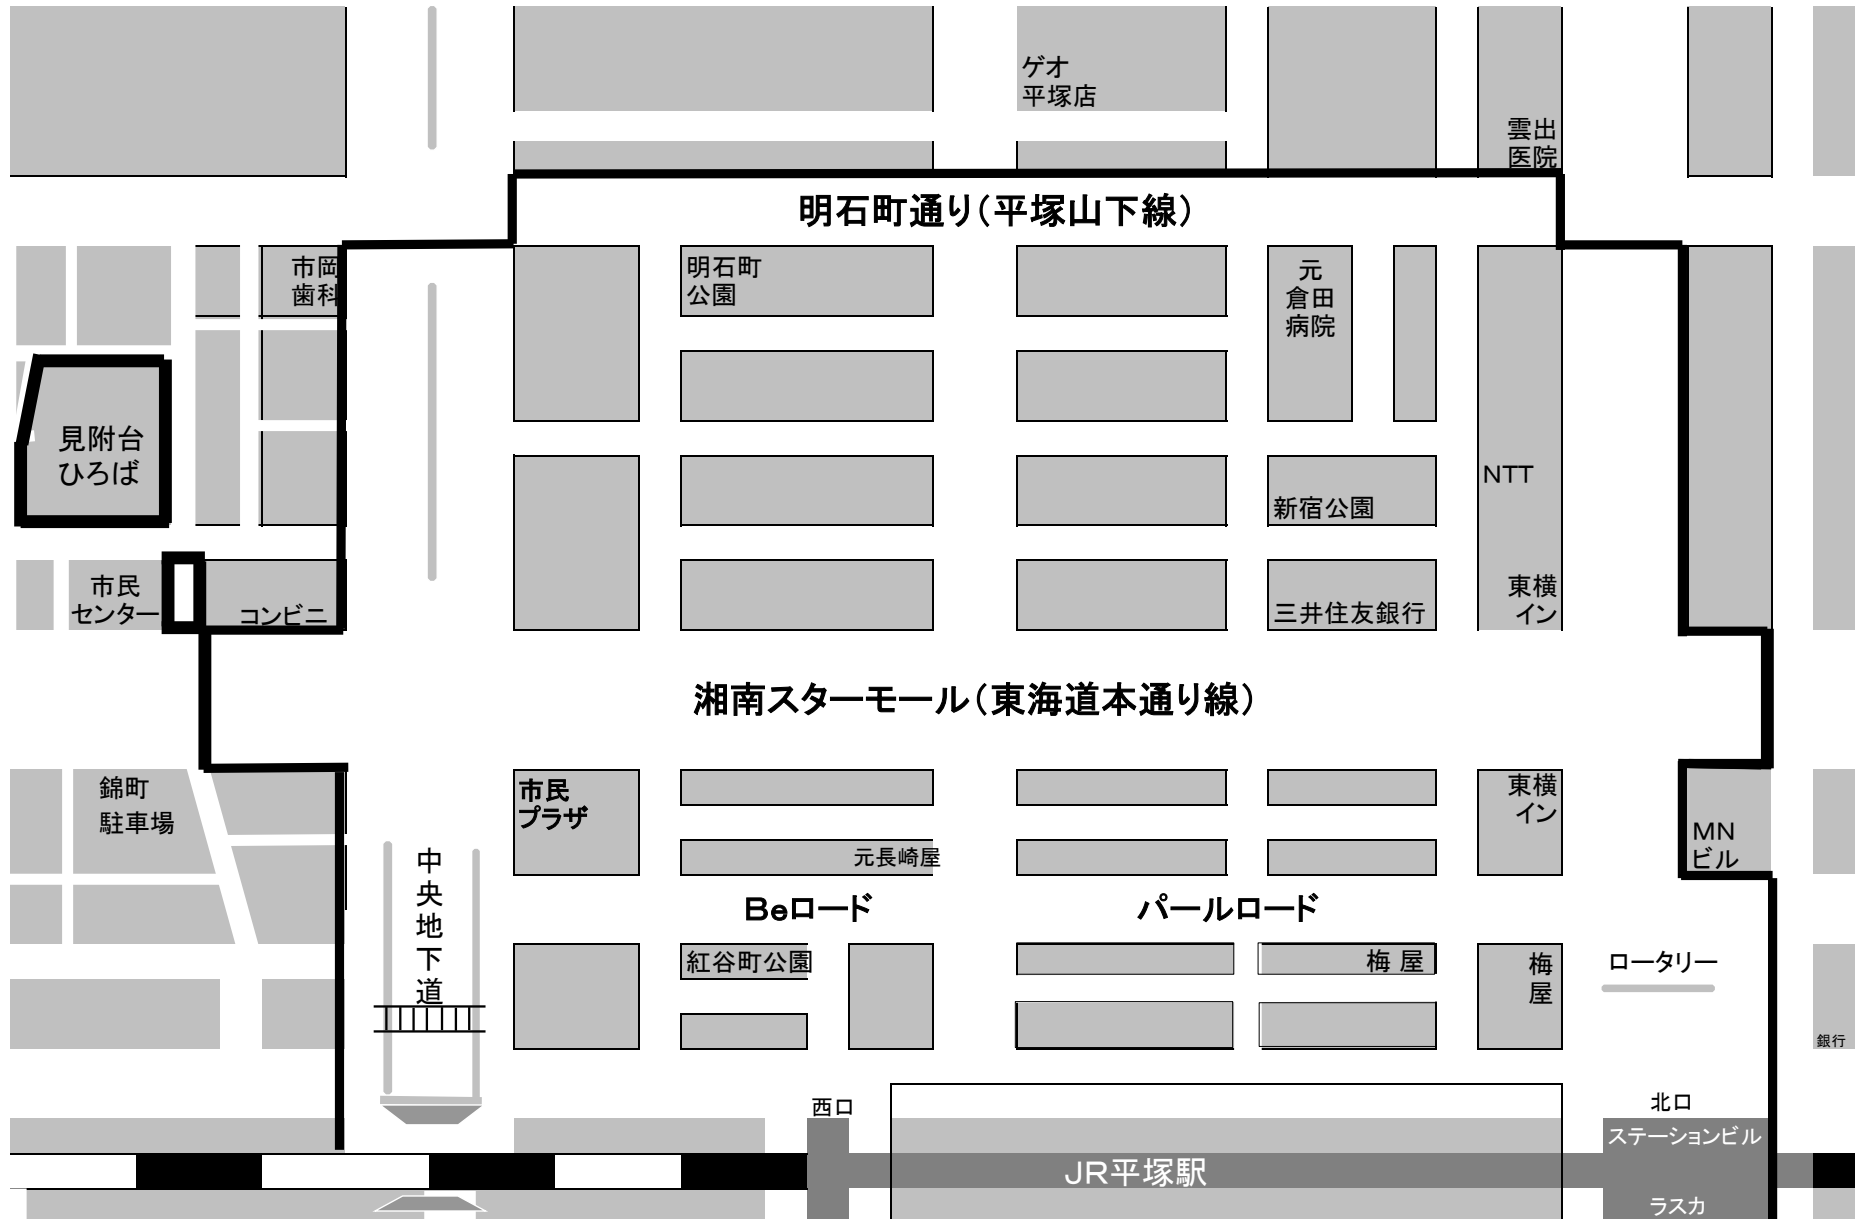 ゲオ
平塚店
雲出
医院
明石町通り(平塚山下線)
市岡
歯科
明石町
公園
元
倉田
病院
見附台
ひろば
NTT
新宿公園
市民
センター
コンビニ
三井住友銀行
東横
イン
湘南スターモール(東海道本通り線)
錦町
駐車場
市民
プラザ
東横
イン
MN
ビル
元長崎屋
中央地下道
Beロード
パールロード
紅谷町公園
梅 屋
梅屋
ロータリー
銀行
西口
北口
ステーションビル
JR平塚駅
ラスカ